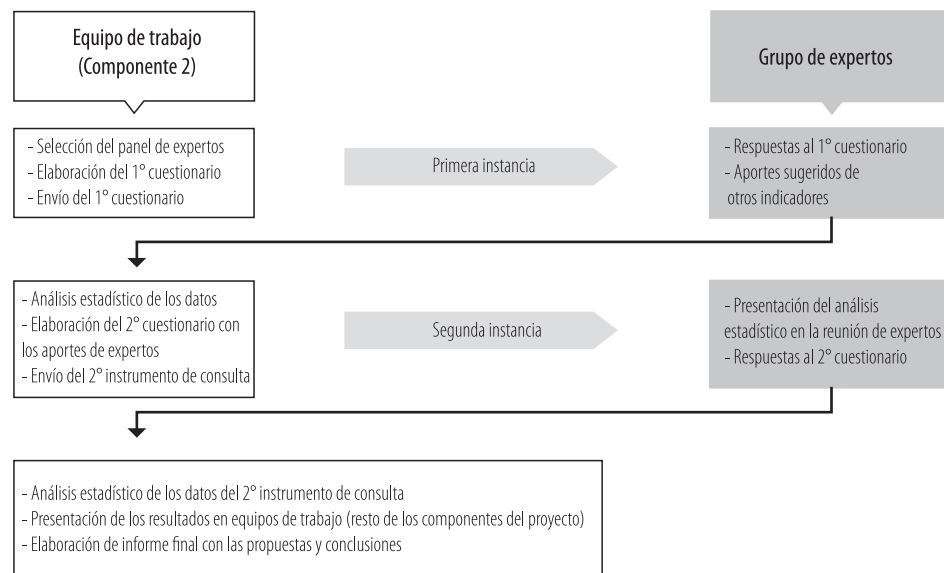 Equipo de trabajo
(Componente 2)
Grupo de expertos
- Selección del panel de expertos
- Elaboración del 1° cuestionario
- Envío del 1° cuestionario
Primera instancia
- Respuestas al 1° cuestionario
- Aportes sugeridos de
otros indicadores
- Análisis estadístico de los datos
- Elaboración del 2° cuestionario con
los aportes de expertos
- Envío del 2° instrumento de consulta
Segunda instancia
- Presentación del análisis
estadístico en la reunión de expertos
- Respuestas al 2° cuestionario
- Análisis estadístico de los datos del 2° instrumento de consulta
- Presentación de los resultados en equipos de trabajo (resto de los componentes del proyecto)
- Elaboración de informe final con las propuestas y conclusiones